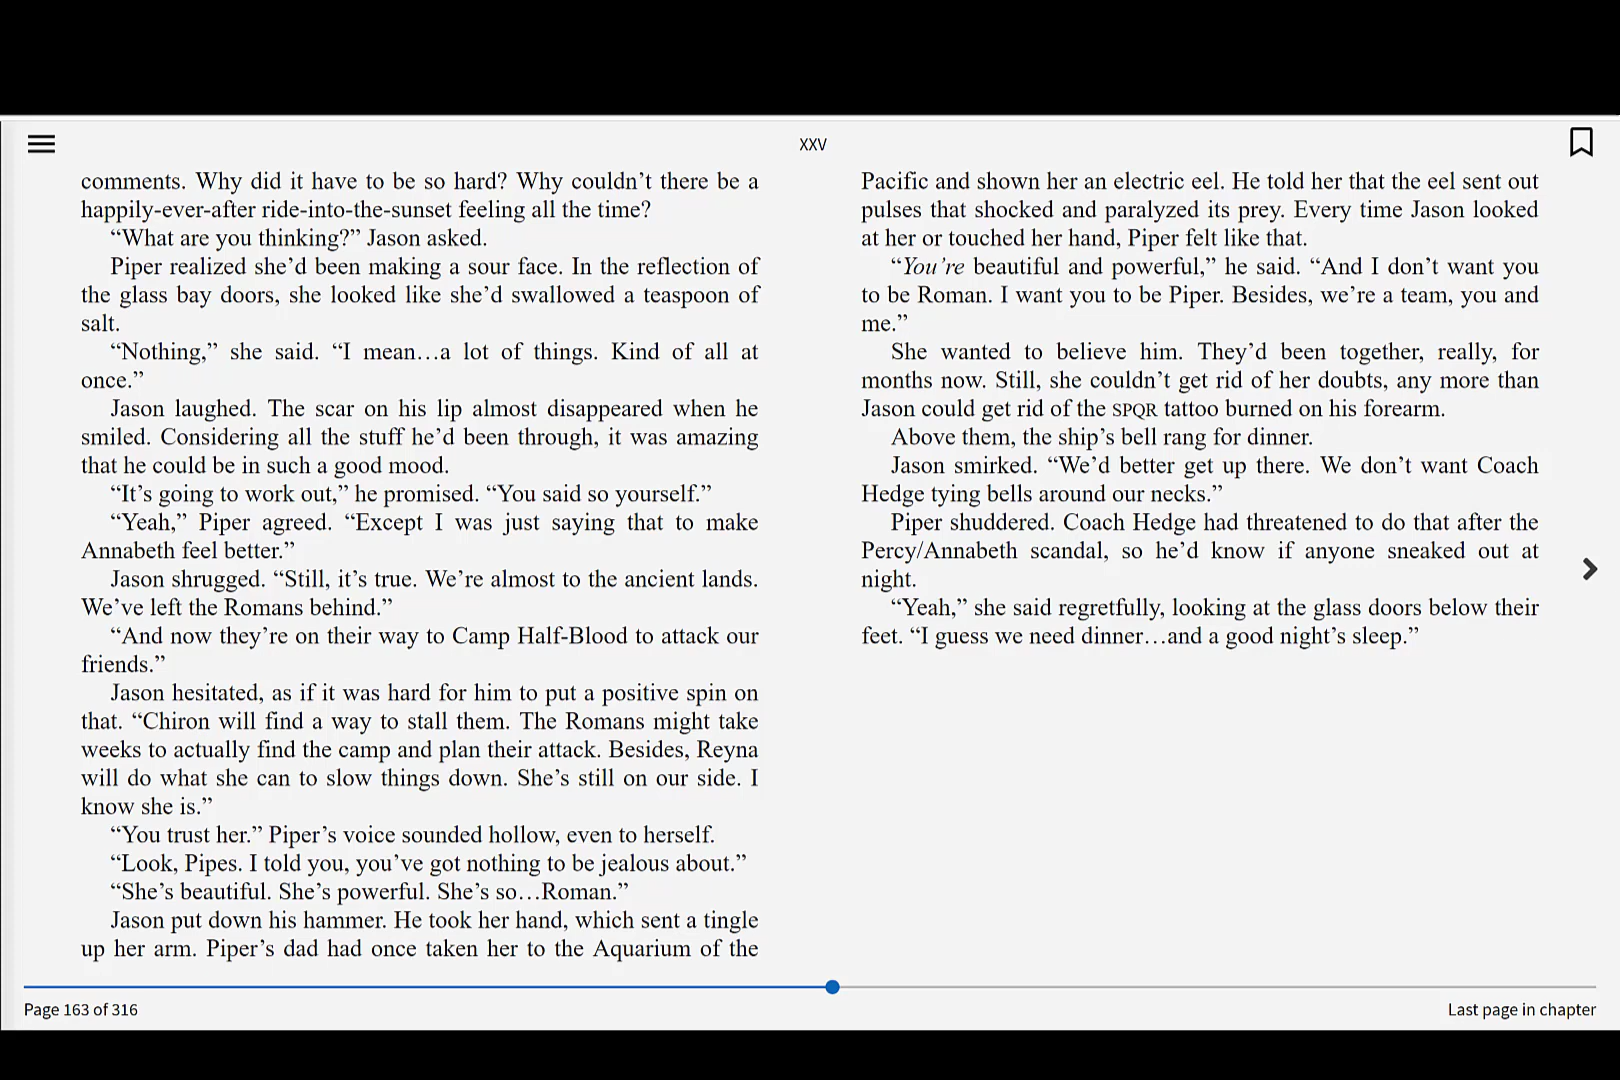 XXV
comments. Why did it have to be so hard? Why couldn’t there be a
happily-ever-after ride-into-the-sunset feeling all the time?
“What are you thinking?” Jason asked.
Piper realized she’d been making a sour face. In the reflection of
the glass bay doors, she looked like she’d swallowed a teaspoon of
salt.
“Nothing,” she said. “I mean…a lot of things. Kind of all at
once.”
Jason laughed. The scar on his lip almost disappeared when he
smiled. Considering all the stuff he’d been through, it was amazing
that he could be in such a good mood.
“It’s going to work out,” he promised. “You said so yourself.”
“Yeah,” Piper agreed. “Except I was just saying that to make
Annabeth feel better.”
Jason shrugged. “Still, it’s true. We’re almost to the ancient lands.
We’ve left the Romans behind.”
“And now they’re on their way to Camp Half-Blood to attack our
friends.”
Jason hesitated, as if it was hard for him to put a positive spin on
that. “Chiron will find a way to stall them. The Romans might take
weeks to actually find the camp and plan their attack. Besides, Reyna
will do what she can to slow things down. She’s still on our side. I
know she is.”
“You trust her.” Piper’s voice sounded hollow, even to herself.
“Look, Pipes. I told you, you’ve got nothing to be jealous about.”
“She’s beautiful. She’s powerful. She’s so…Roman.”
Jason put down his hammer. He took her hand, which sent a tingle
up her arm. Piper’s dad had once taken her to the Aquarium of the
Pacific and shown her an electric eel. He told her that the eel sent out
pulses that shocked and paralyzed its prey. Every time Jason looked
at her or touched her hand, Piper felt like that.
“You’re beautiful and powerful,” he said. “And I don’t want you
to be Roman. I want you to be Piper. Besides, we’re a team, you and
me.”
She wanted to believe him. They’d been together, really, for
months now. Still, she couldn’t get rid of her doubts, any more than
Jason could get rid of the SPQR tattoo burned on his forearm.
Above them, the ship’s bell rang for dinner.
Jason smirked. “We’d better get up there. We don’t want Coach
Hedge tying bells around our necks.”
Piper shuddered. Coach Hedge had threatened to do that after the
Percy/Annabeth scandal, so he’d know if anyone sneaked out at
night.
“Yeah,” she said regretfully, looking at the glass doors below their
feet. “I guess we need dinner…and a good night’s sleep.”
Page 163 of 316
Last page in chapter